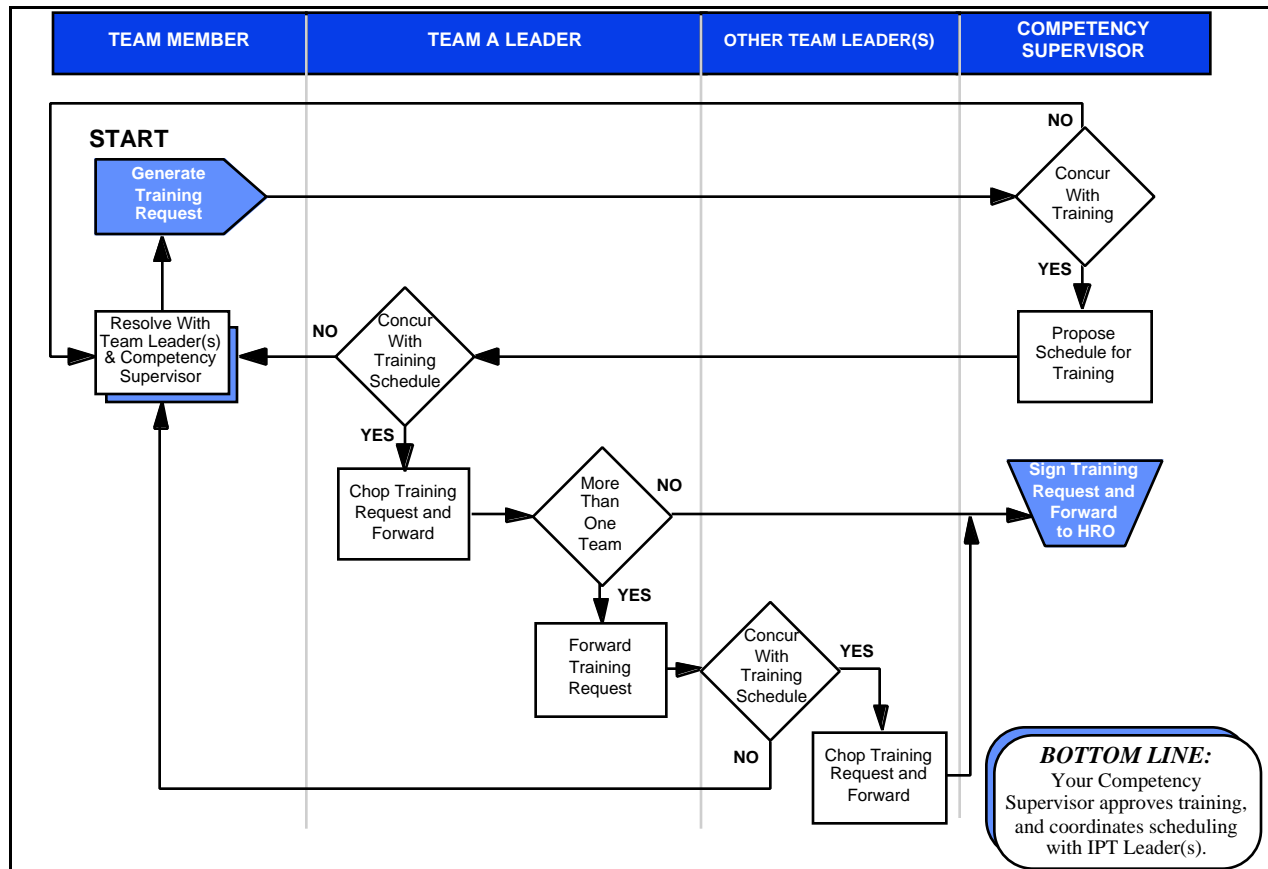 TEAM MEMBER
TEAM A LEADER
OTHER TEAM LEADER(S)
COMPETENCY
SUPERVISOR
START
Generate
Training
Request
NO
Concur
With
Training
YES
Resolve With
Team Leader(s)
& Competency
Supervisor
NO
Concur
With
Training
Schedule
Propose
Schedule for
Training
YES
Chop Training
Request and
Forward
More
Than
One
Team
NO
Sign Training
Request and
Forward
to HRO
YES
Forward
Training
Request
Concur
With
Training
Schedule
YES
NO
Chop Training
Request and
Forward
BOTTOM LINE:
Your Competency
Supervisor approves training,
and coordinates scheduling
with IPT Leader(s).